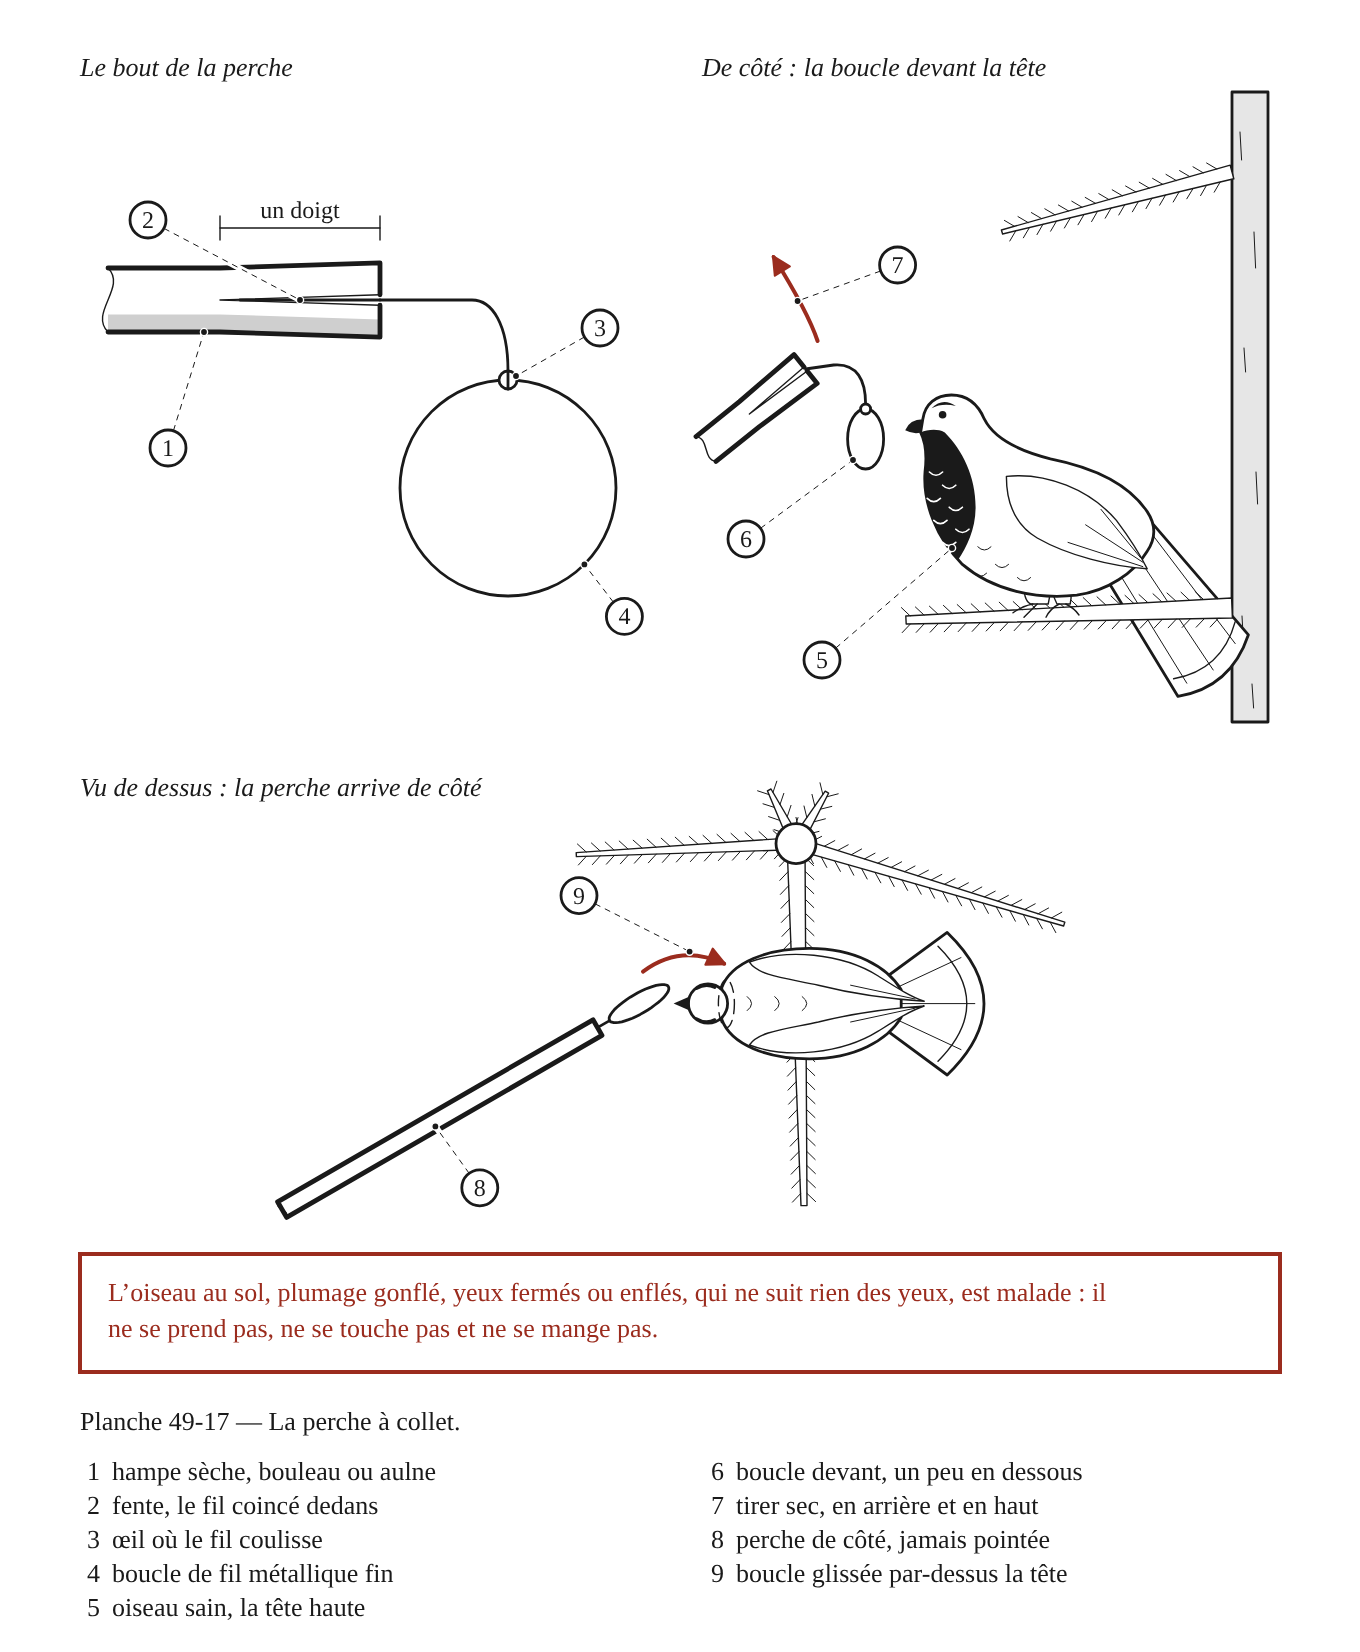 Le bout de la perche
De côté : la boucle devant la tête
un doigt
2
7
3
1
6
4
5
Vu de dessus : la perche arrive de côté
9
8
L’oiseau au sol, plumage gonflé, yeux fermés ou enflés, qui ne suit rien des yeux, est malade : il
ne se prend pas, ne se touche pas et ne se mange pas.
Planche 49-17 — La perche à collet.
1 hampe sèche, bouleau ou aulne
2 fente, le fil coincé dedans
3 œil où le fil coulisse
4 boucle de fil métallique fin
5 oiseau sain, la tête haute
6 boucle devant, un peu en dessous
7 tirer sec, en arrière et en haut
8 perche de côté, jamais pointée
9 boucle glissée par-dessus la tête